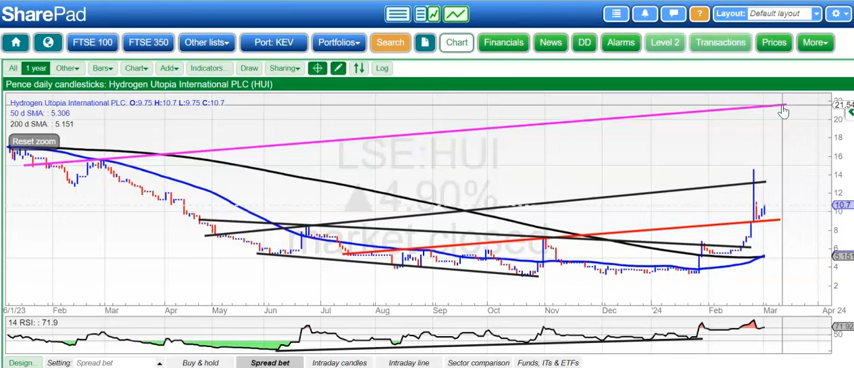 SharePad
Layout: Default layout
FTSE 100 FTSE 350 Other lists Port: KEV Portfolios Search Chart Financials News DD Alarms Level 2 Transactions Prices More
All 1 year Other Bars Chart Add Indicators Draw Sharing Log
Pence daily candlesticks: Hydrogen Utopia International PLC (HUI)
Hydrogen Utopia International PLC: O:9.75 H:10.7 L:9.75 C:10.7
50 d SMA: 5.306
200 d SMA: 5.151
Reset zoom
LSE:HUI
4.90%...
market closed
21.54
20
18
16
14
12
10.7
10
8
6
5.151
4
2
6/1/23 Feb Mar Apr May Jun Jul Aug Sep Oct Nov Dec '24 Feb Mar Apr 24
14 RSI: : 71.9
71.92
50
Design... Setting Spread bet Buy & hold Spread bet Intraday candles Intraday line Sector comparison Funds, ITs & ETFs